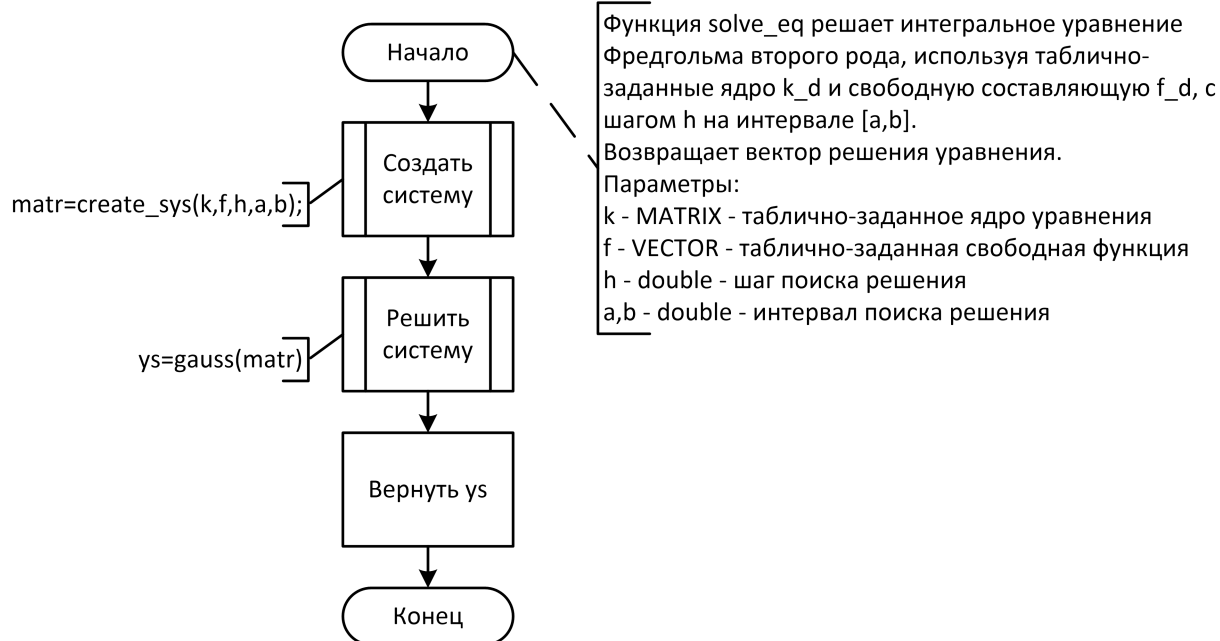 Начало
Функция solve_eq решает интегральное уравнение
Фредгольма второго рода, используя таблично-
заданные ядро k_d и свободную составляющую f_d, с
шагом h на интервале [a,b].
Возвращает вектор решения уравнения.
Параметры:
k - MATRIX - таблично-заданное ядро уравнения
f - VECTOR - таблично-заданная свободная функция
h - double - шаг поиска решения
a,b - double - интервал поиска решения
Создать
систему
matr=create_sys(k,f,h,a,b);
Решить
систему
ys=gauss(matr)
Вернуть ys
Конец